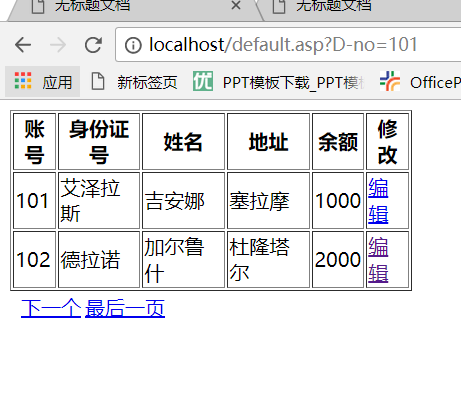 无标题文档 无标题文档
localhost/default.asp?D-no=101
应用 新标签页 PPT模板下载_PPT模 OfficeP
账号 身份证号 姓名 地址 余额 修改
101 艾泽拉斯 吉安娜 塞拉摩 1000 编辑
102 德拉诺 加尔鲁什 杜隆塔尔 2000 编辑
下一个 最后一页